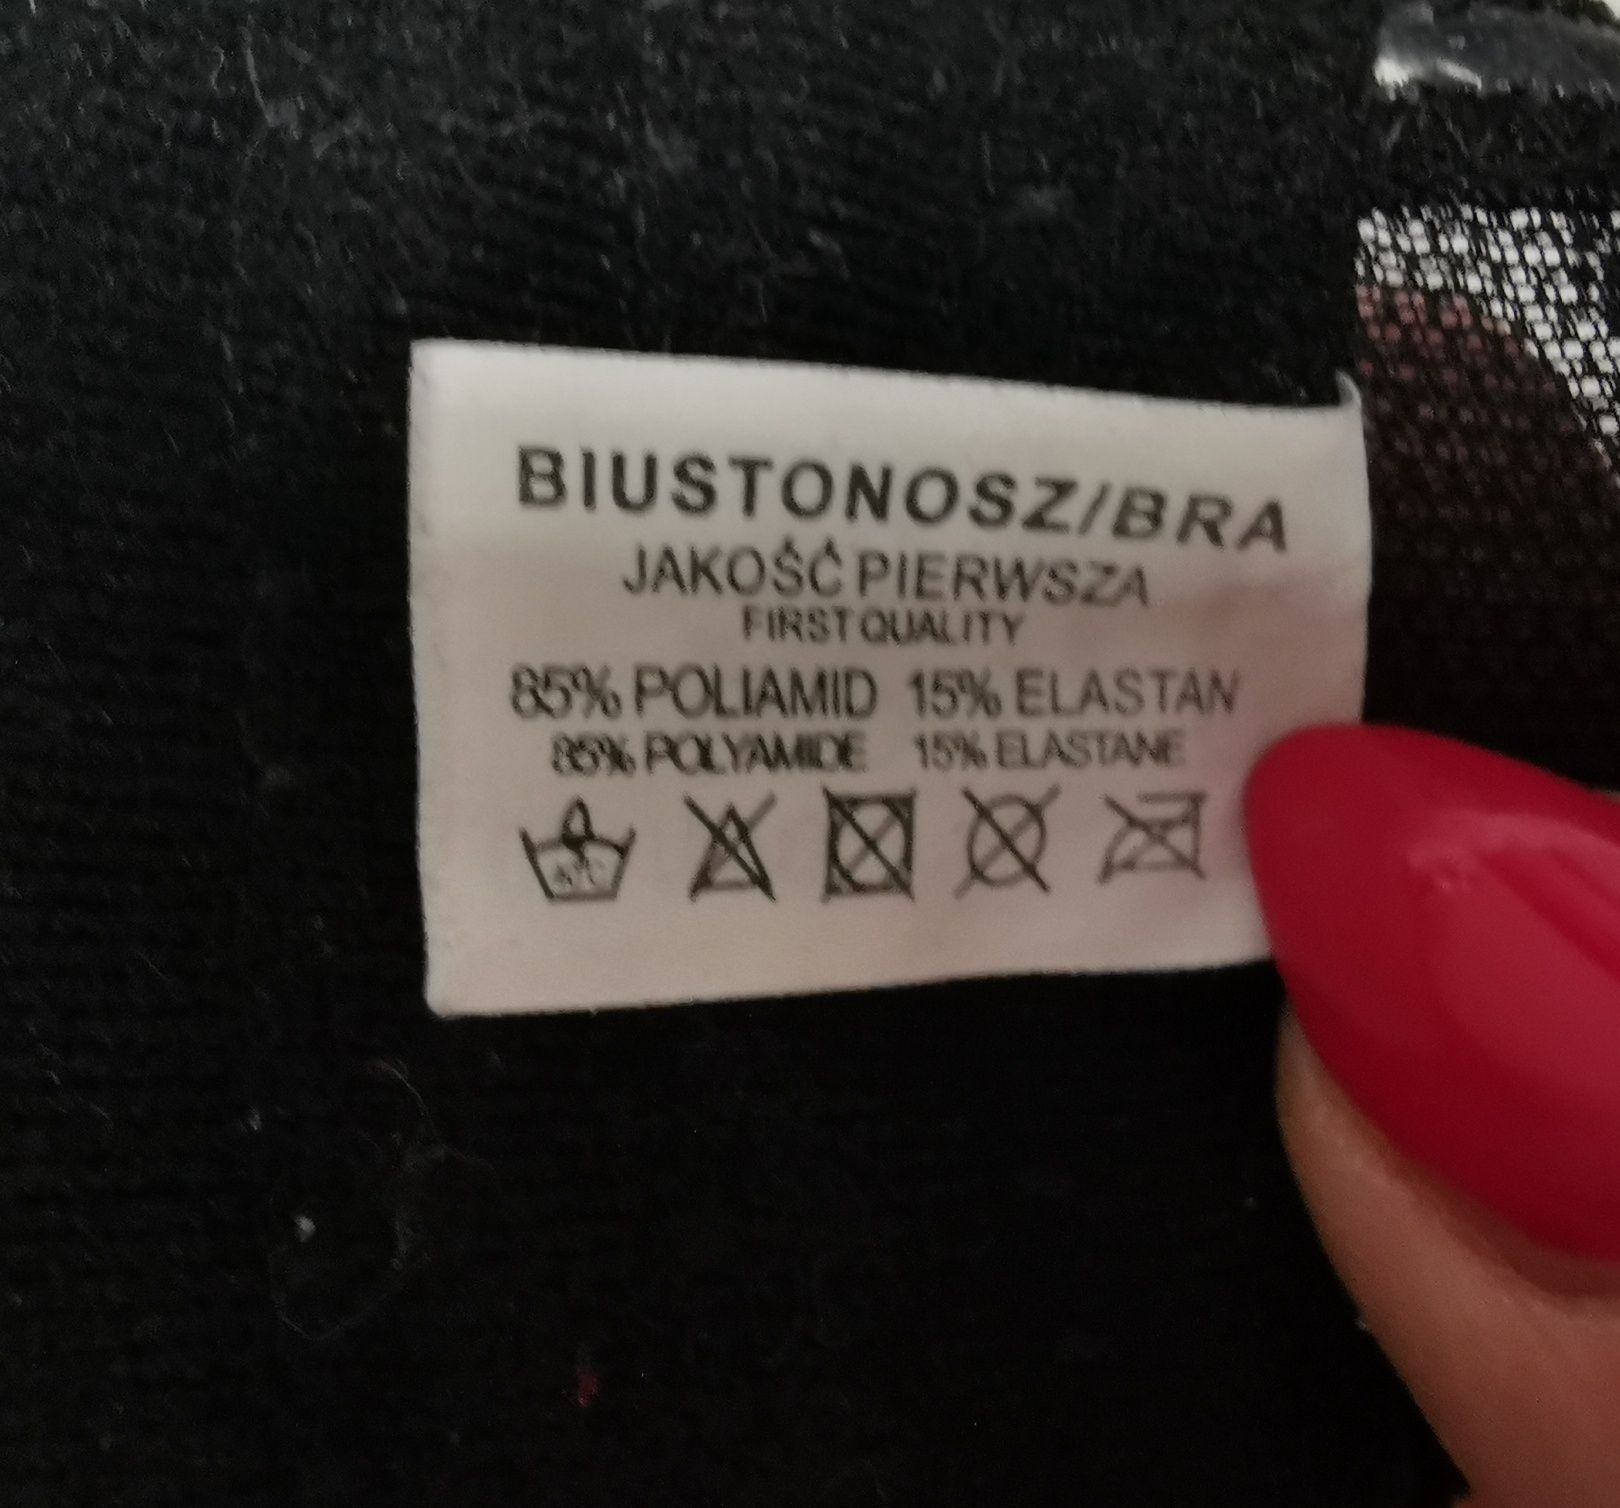 BIUSTONOSZ/BRA
JAKOŚĆ PIERWSZA
FIRST QUALITY
85% POLIAMID 15% ELASTAN
85% POLYAMIDE 15% ELASTANE